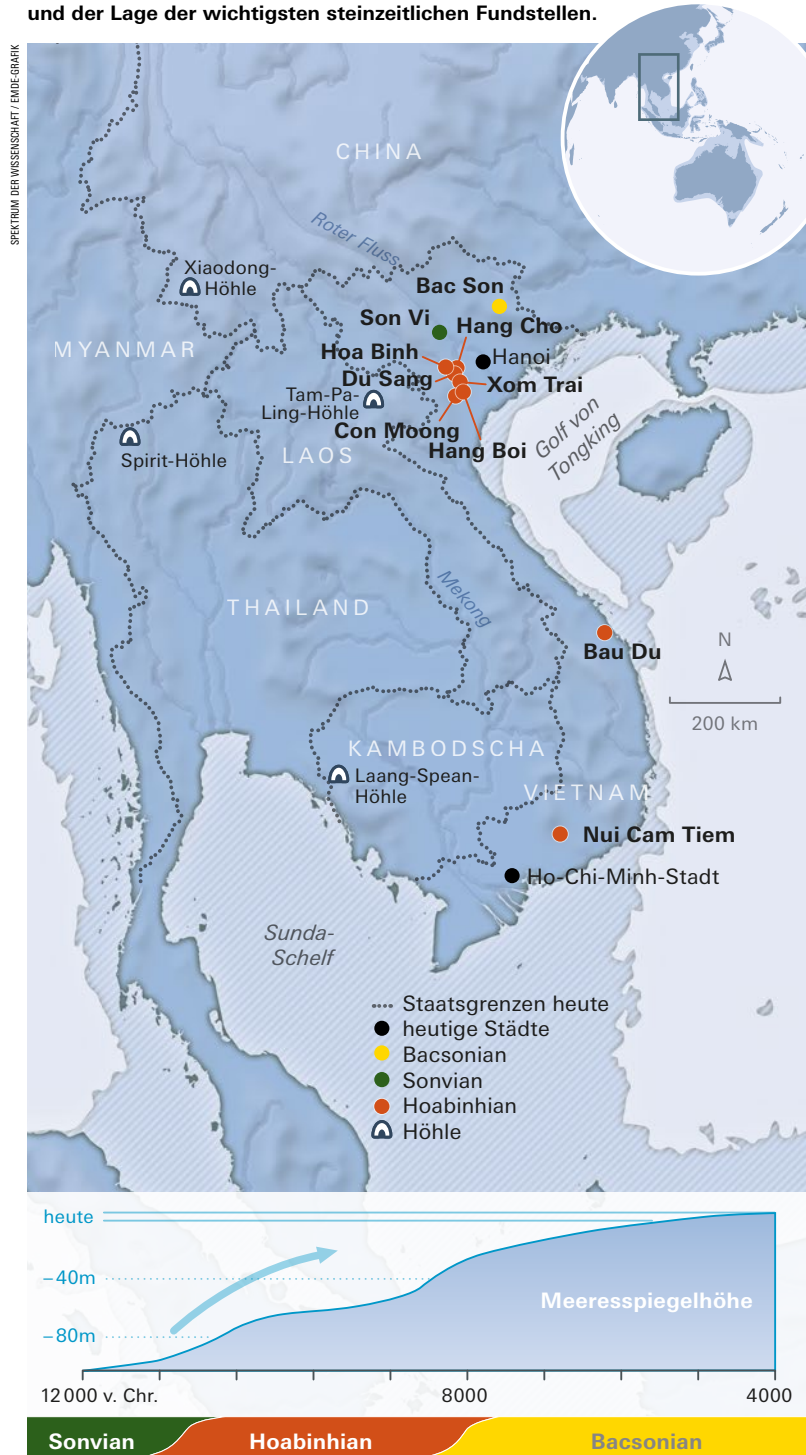 und der Lage der wichtigsten steinzeitlichen Fundstellen.
SPEKTRUM DER WISSENSCHAFT / EMDE-GRAFIK
CHINA
Roter Fluss
Xiaodong-
Höhle
Bac Son
Son Vi
Hang Cho
MYANMAR
Hoa Binh
Hanoi
Du Sang
Xom Trai
Tam-Pa-
Ling-Höhle
Con Moong
Hang Boi
Golf von
Tongking
Spirit-Höhle
LAOS
Mekong
THAILAND
Bau Du
N
200 km
KAMBODSCHA
Laang-Spean-
Höhle
VIETNAM
Nui Cam Tiem
Ho-Chi-Minh-Stadt
Sunda-
Schelf
Staatsgrenzen heute
heutige Städte
Bacsonian
Sonvian
Hoabinhian
Höhle
heute
–40m
Meeresspiegelhöhe
–80m
12 000 v. Chr.
8000
4000
Sonvian
Hoabinhian
Bacsonian